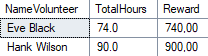 NameVolunteer TotalHours Reward
Eve Black 74.0 740,00
Hank Wilson 90.0 900,00